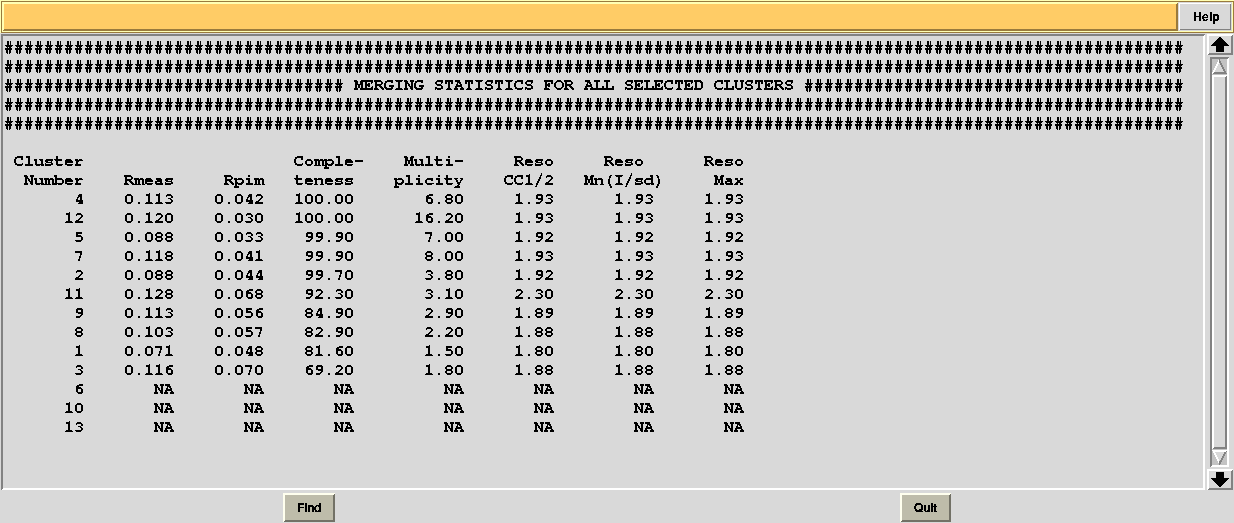 Help
######################################################################################################################
######################################################################################################################
################################## MERGING STATISTICS FOR ALL SELECTED CLUSTERS ######################################
######################################################################################################################
######################################################################################################################
Cluster Comple- Multi- Reso Reso Reso
Number Rmeas Rpim teness plicity CC1/2 Mn(I/sd) Max
4 0.113 0.042 100.00 6.80 1.93 1.93 1.93
12 0.120 0.030 100.00 16.20 1.93 1.93 1.93
5 0.088 0.033 99.90 7.00 1.92 1.92 1.92
7 0.118 0.041 99.90 8.00 1.93 1.93 1.93
2 0.088 0.044 99.70 3.80 1.92 1.92 1.92
11 0.128 0.068 92.30 3.10 2.30 2.30 2.30
9 0.113 0.056 84.90 2.90 1.89 1.89 1.89
8 0.103 0.057 82.90 2.20 1.88 1.88 1.88
1 0.071 0.048 81.60 1.50 1.80 1.80 1.80
3 0.116 0.070 69.20 1.80 1.88 1.88 1.88
6 NA NA NA NA NA NA NA
10 NA NA NA NA NA NA NA
13 NA NA NA NA NA NA NA
Find Quit